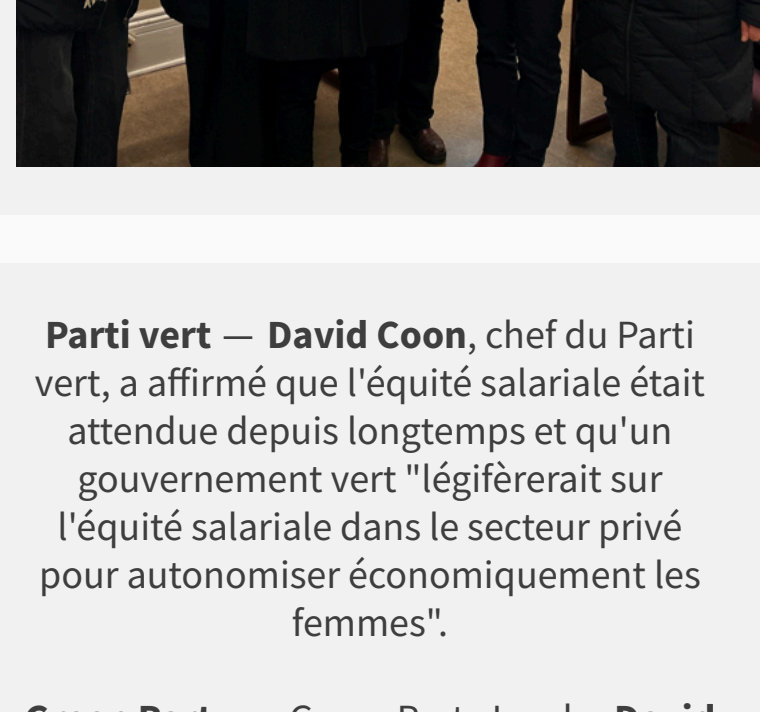 Parti vert — David Coon, chef du Parti
vert, a affirmé que l'équité salariale était
attendue depuis longtemps et qu'un
gouvernement vert "légifèrerait sur
l'équité salariale dans le secteur privé
pour autonomiser économiquement les
femmes".